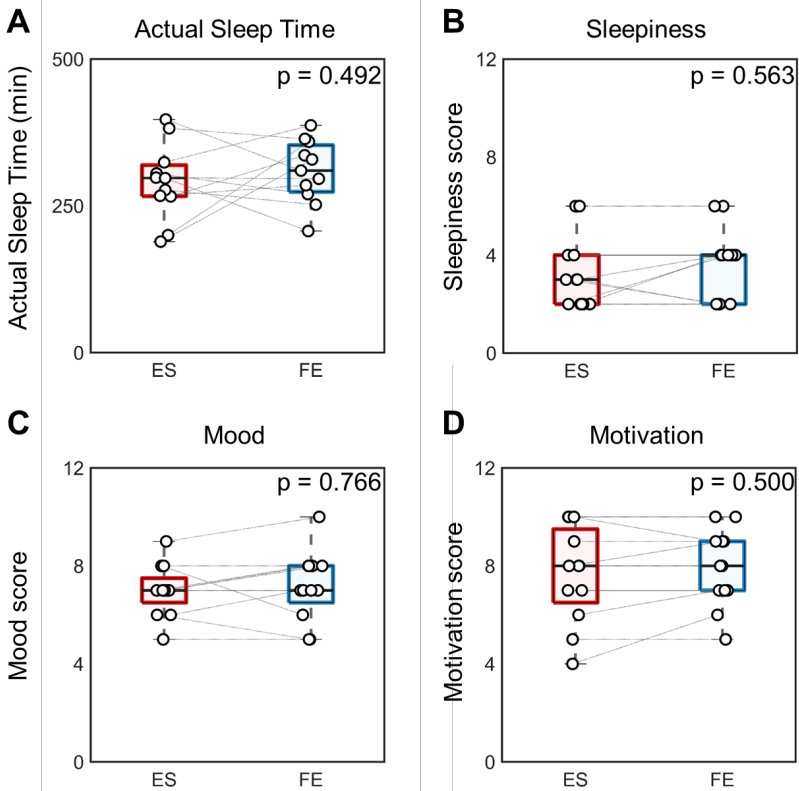 A
Actual Sleep Time
p = 0.492
Actual Sleep Time (min)
500
250
0
ES
FE
B
Sleepiness
p = 0.563
Sleepiness score
12
8
4
0
ES
FE
C
Mood
p = 0.766
Mood score
12
8
4
0
ES
FE
D
Motivation
p = 0.500
Motivation score
12
8
4
0
ES
FE